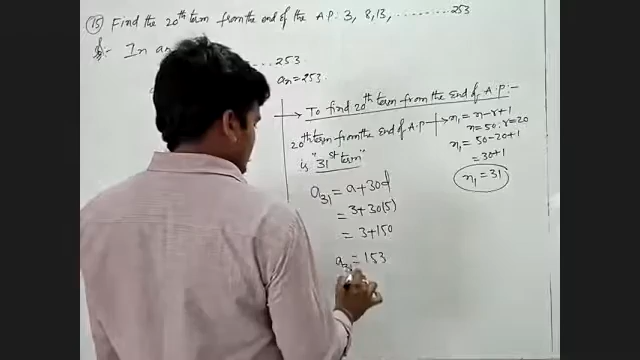 15) Find the 20th term from the end of the A.P: 3, 8, 13, .......... 253
In an
.....253
an = 253.
→ To find 20th term from the End of A.P:-
20th term from the End of A.P
is "31st term"
→ n1 = n-r+1
n = 50, r = 20
n1 = 50-20+1
= 30+1
n1 = 31
a31 = a+30d
= 3+30(5)
= 3+150
a31 = 153